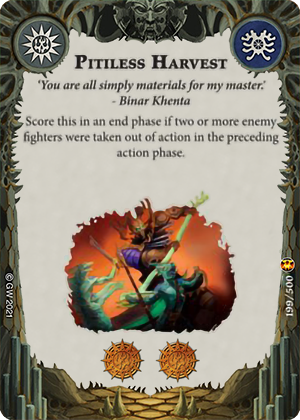 PITILESS HARVEST
'You are all simply materials for my master.'
- Binar Khenta
Score this in an end phase if two or more enemy
fighters were taken out of action in the preceding
action phase.
© GW 2021
199/500